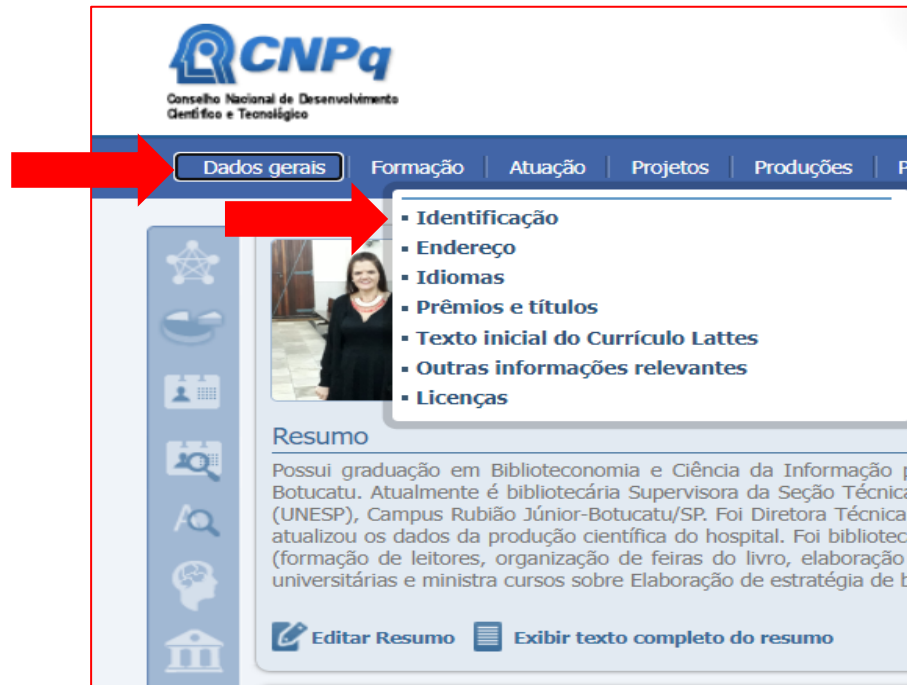 CNPq
Conselho Nacional de Desenvolvimento
Científico e Tecnológico
Dados gerais | Formação | Atuação | Projetos | Produções | P
Identificação
Endereço
Idiomas
Prêmios e títulos
Texto inicial do Currículo Lattes
Outras informações relevantes
Licenças
Resumo
Possui graduação em Biblioteconomia e Ciência da Informação p
Botucatu. Atualmente é bibliotecária Supervisora da Seção Técnica
(UNESP), Campus Rubião Júnior-Botucatu/SP. Foi Diretora Técnica
atualizou os dados da produção científica do hospital. Foi bibliotec
(formação de leitores, organização de feiras do livro, elaboração
universitárias e ministra cursos sobre Elaboração de estratégia de b
Editar Resumo Exibir texto completo do resumo